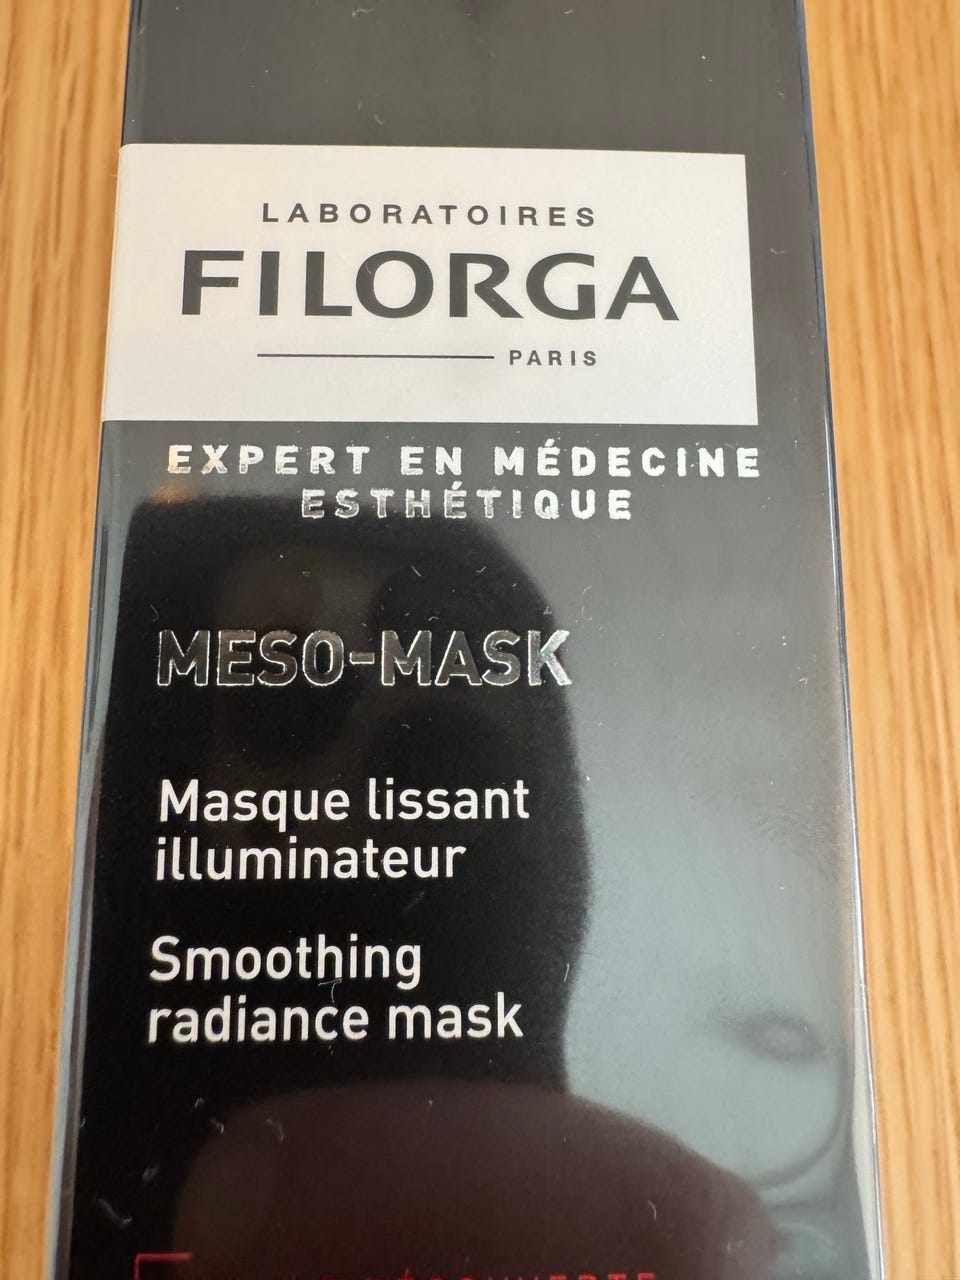 LABORATOIRES
FILORGA
PARIS
EXPERT EN MÉDECINE
ESTHÉTIQUE
MESO-MASK
Masque lissant
illuminateur
Smoothing
radiance mask